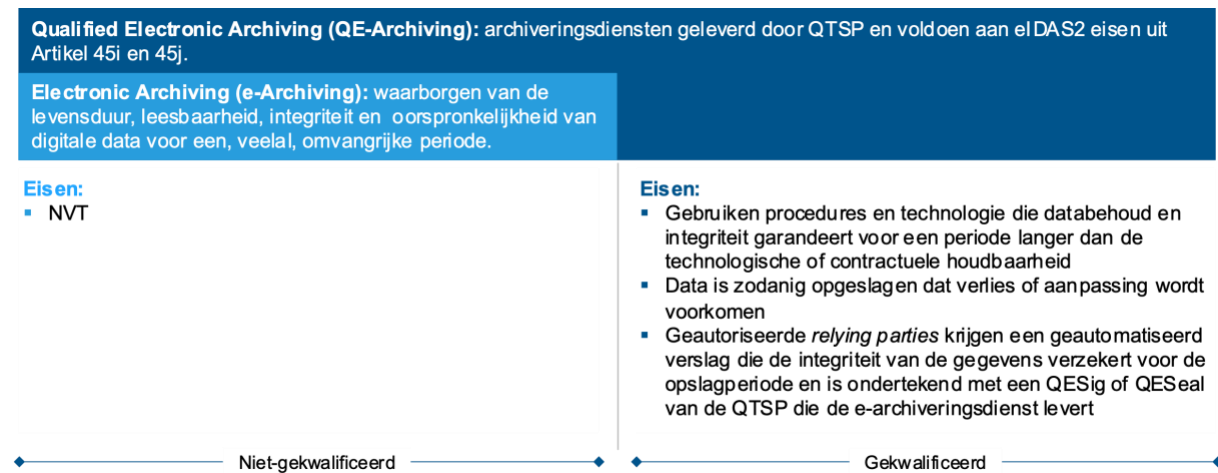 Qualified Electronic Archiving (QE-Archiving): archiveringsdiensten geleverd door QTSP en voldoen aan eIDAS2 eisen uit
Artikel 45i en 45j.
Electronic Archiving (e-Archiving): waarborgen van de
levensduur, leesbaarheid, integriteit en oorspronkelijkheid van
digitale data voor een, veelal, omvangrijke periode.
Eisen:
▪ NVT
Eisen:
▪ Gebruiken procedures en technologie die databehoud en
integriteit garandeert voor een periode langer dan de
technologische of contractuele houdbaarheid
▪ Data is zodanig opgeslagen dat verlies of aanpassing wordt
voorkomen
▪ Geautoriseerde relying parties krijgen een geautomatiseerd
verslag die de integriteit van de gegevens verzekert voor de
opslagperiode en is ondertekend met een QESig of QESeal
van de QTSP die de e-archiveringsdienst levert
Niet-gekwalificeerd
Gekwalificeerd